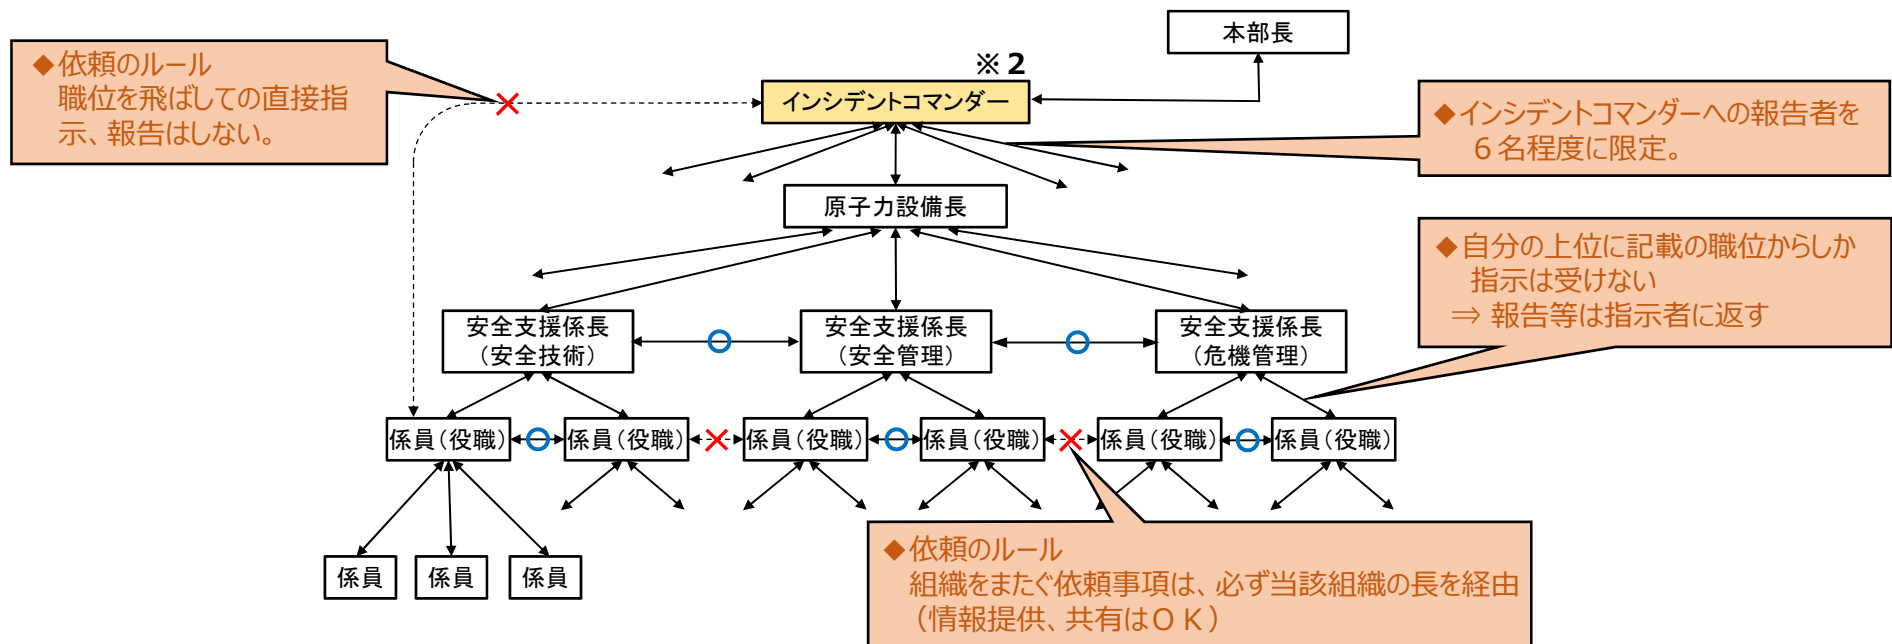 本部長
◆依頼のルール
職位を飛ばしての直接指
示、報告はしない。
※2
インシデントコマンダー
◆インシデントコマンダーへの報告者を
6名程度に限定。
原子力設備長
◆自分の上位に記載の職位からしか
指示は受けない
⇒ 報告等は指示者に返す
安全支援係長
（安全技術）
安全支援係長
（安全管理）
安全支援係長
（危機管理）
係員（役職）
係員（役職）
係員（役職）
係員（役職）
係員（役職）
係員（役職）
係員
係員
係員
◆依頼のルール
組織をまたぐ依頼事項は、必ず当該組織の長を経由
（情報提供、共有はＯＫ）